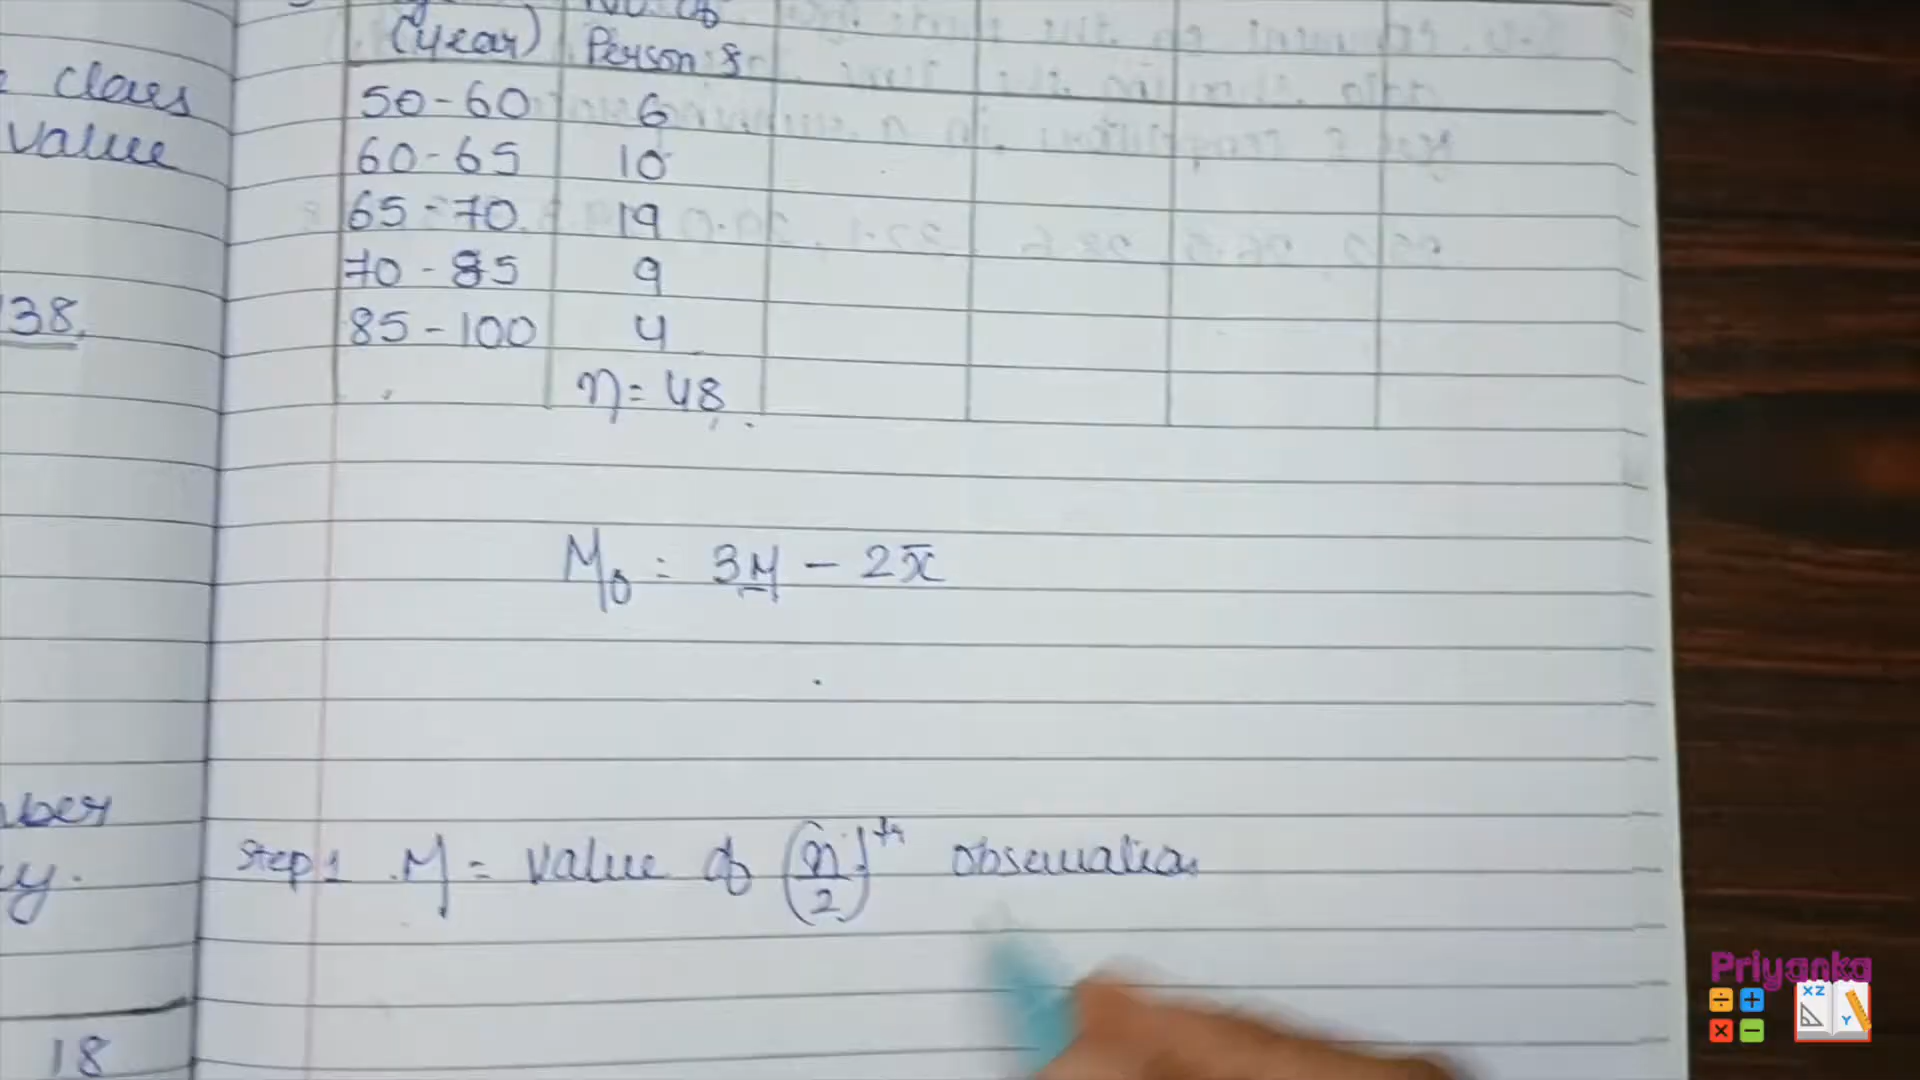 (year) Persons
e class
value
50-60 6
60-65 10
65-70 19
70-85 9
85-100 4
138
n = 48
M₀ = 3M - 2x̄
y.
Step 1 M = value of (n/2)th observation
18
Priyanka
XZ
Y